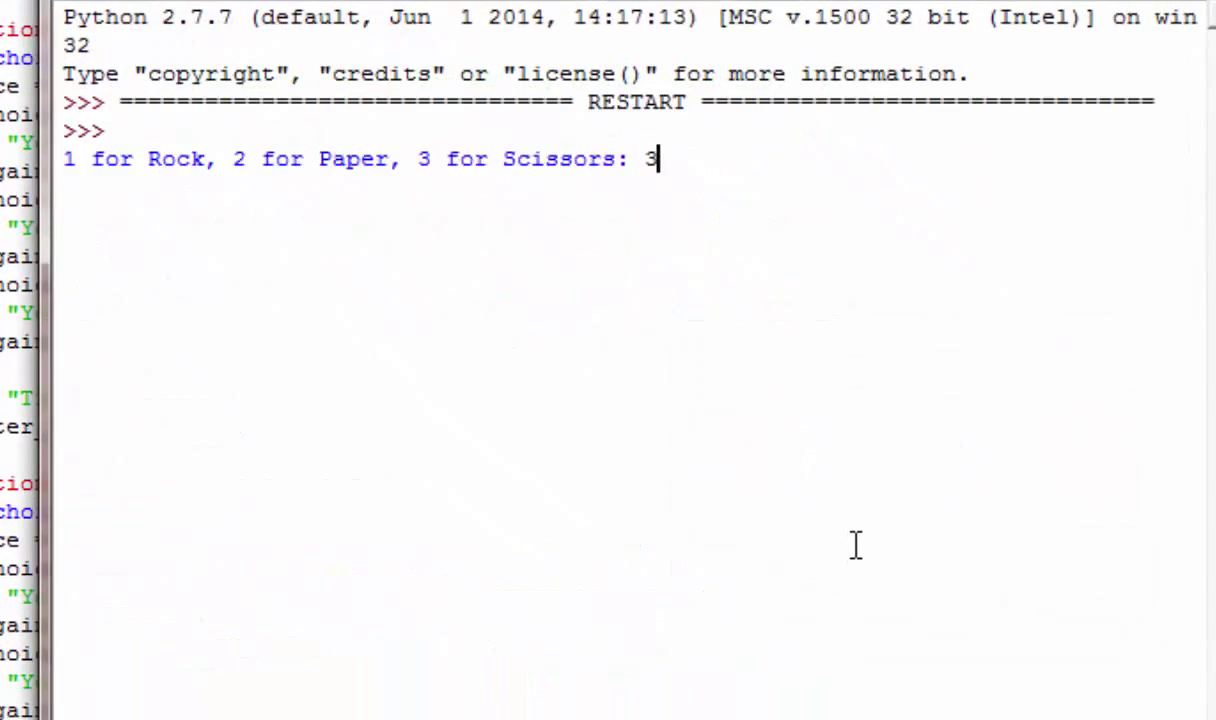 Python 2.7.7 (default, Jun  1 2014, 14:17:13) [MSC v.1500 32 bit (Intel)] on win
32
Type "copyright", "credits" or "license()" for more information.
>>> ================================ RESTART ================================
>>>
1 for Rock, 2 for Paper, 3 for Scissors: 3